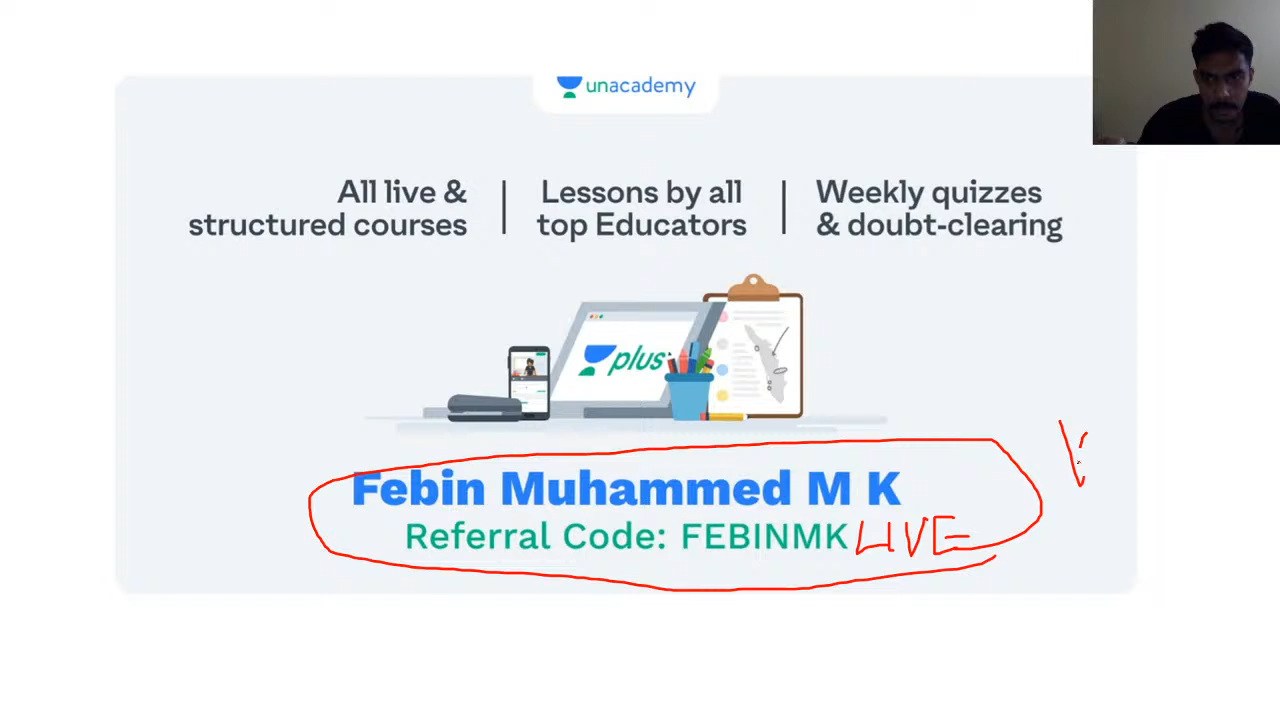 unacademy
All live &
structured courses
Lessons by all
top Educators
Weekly quizzes
& doubt-clearing
plus
Febin Muhammed M K
Referral Code: FEBINMK LIVE